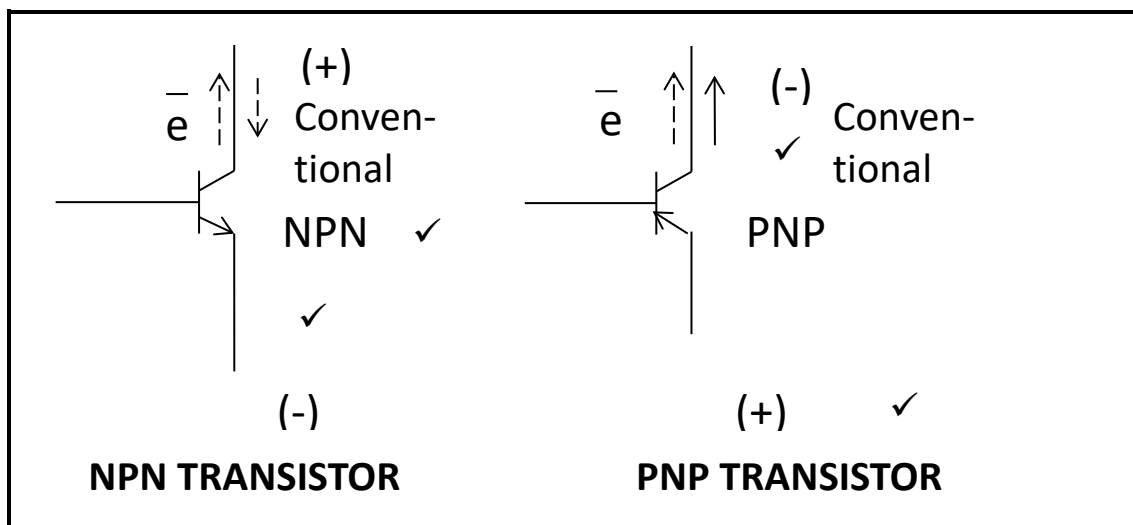 (+)
e̅
Conven-
tional
NPN ✓
✓
(-)
NPN TRANSISTOR
(-)
e̅
Conven-
✓
tional
PNP
(+) ✓
PNP TRANSISTOR